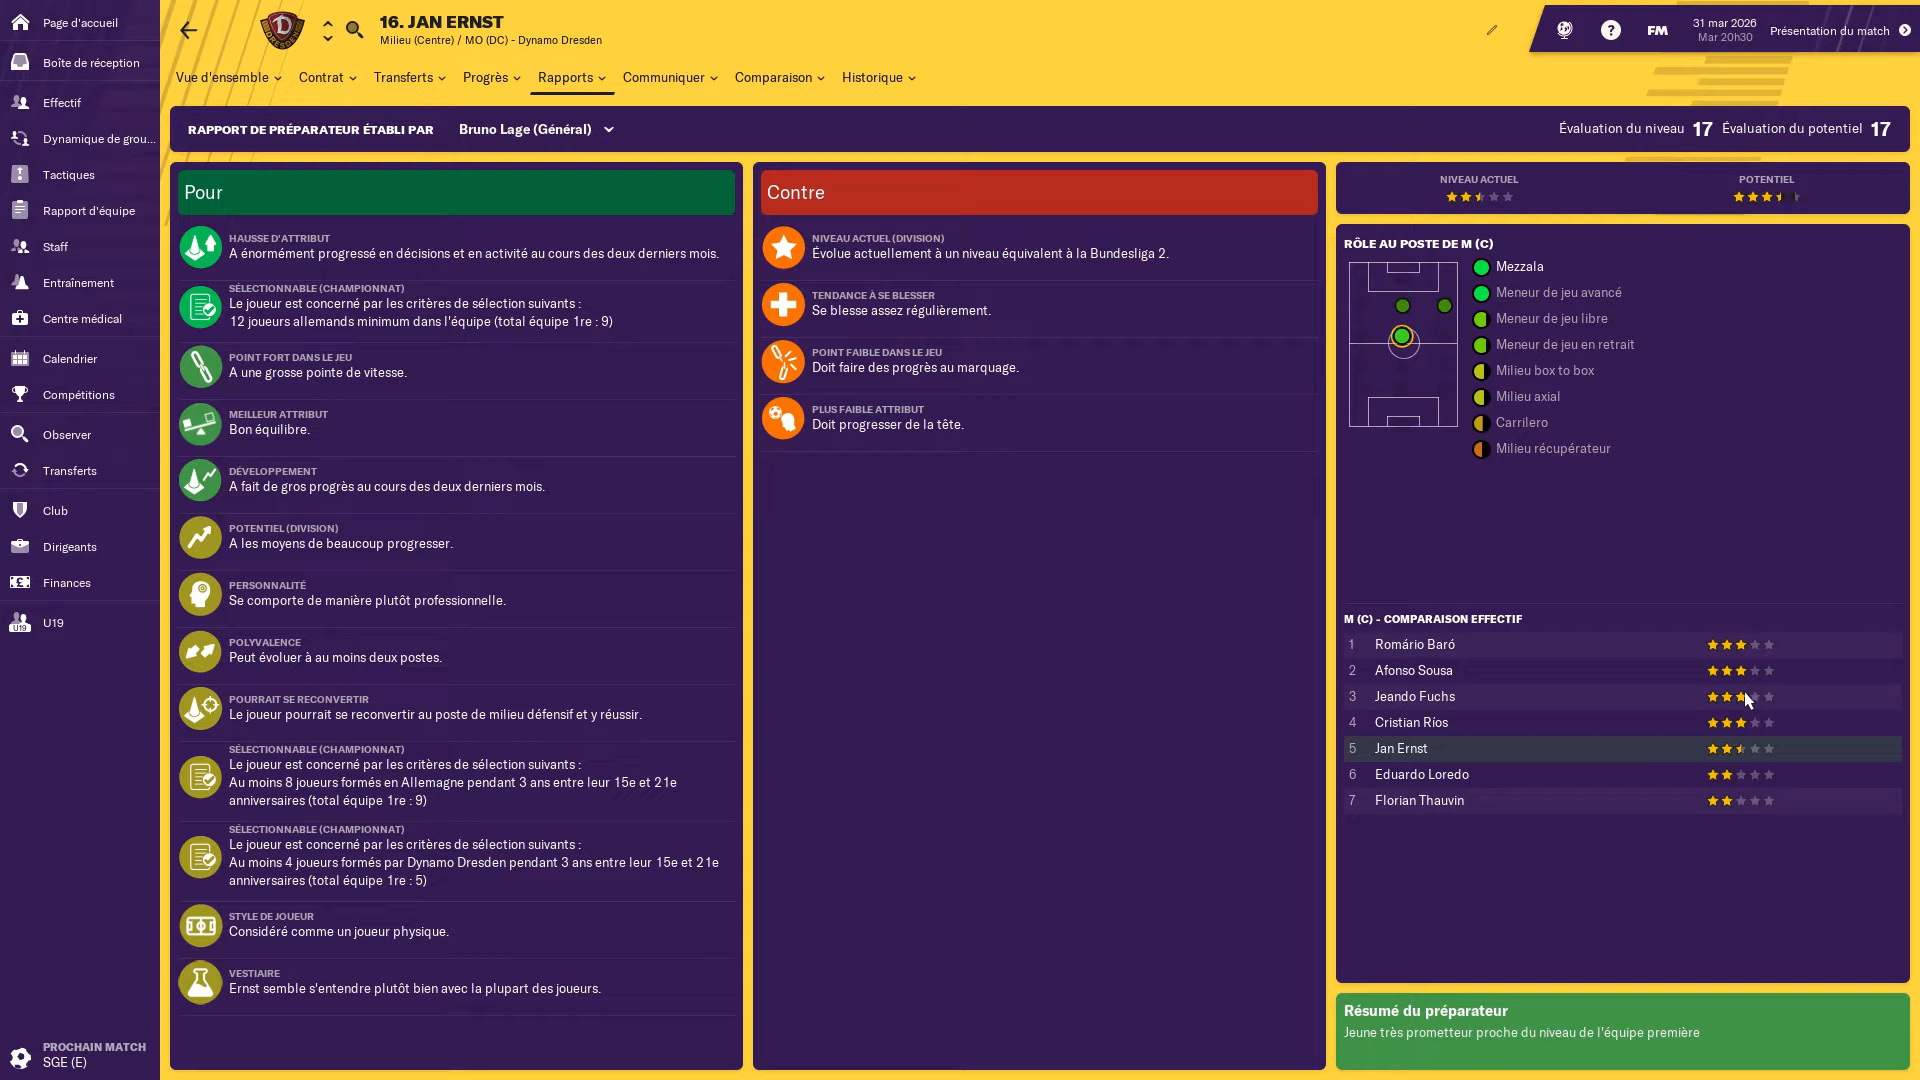 Page d'accueil
Boîte de réception
Effectif
Dynamique de grou...
Tactiques
Rapport d'équipe
Staff
Entraînement
Centre médical
Calendrier
Compétitions
Observer
Transferts
Club
Dirigeants
Finances
U19
U19
PROCHAIN MATCH
SGE (E)
16. JAN ERNST
Milieu (Centre) / MO (DC) - Dynamo Dresden
FM
31 mar 2026
Mar 20h30
Présentation du match
Vue d'ensemble
Contrat
Transferts
Progrès
Rapports
Communiquer
Comparaison
Historique
RAPPORT DE PRÉPARATEUR ÉTABLI PAR
Bruno Lage (Général)
Évaluation du niveau 17 Évaluation du potentiel 17
Pour
HAUSSE D'ATTRIBUT
A énormément progressé en décisions et en activité au cours des deux derniers mois.
SÉLECTIONNABLE (CHAMPIONNAT)
Le joueur est concerné par les critères de sélection suivants :
12 joueurs allemands minimum dans l'équipe (total équipe 1re : 9)
POINT FORT DANS LE JEU
A une grosse pointe de vitesse.
MEILLEUR ATTRIBUT
Bon équilibre.
DÉVELOPPEMENT
A fait de gros progrès au cours des deux derniers mois.
POTENTIEL (DIVISION)
A les moyens de beaucoup progresser.
PERSONNALITÉ
Se comporte de manière plutôt professionnelle.
POLYVALENCE
Peut évoluer à au moins deux postes.
POURRAIT SE RECONVERTIR
Le joueur pourrait se reconvertir au poste de milieu défensif et y réussir.
SÉLECTIONNABLE (CHAMPIONNAT)
Le joueur est concerné par les critères de sélection suivants :
Au moins 8 joueurs formés en Allemagne pendant 3 ans entre leur 15e et 21e
anniversaires (total équipe 1re : 9)
SÉLECTIONNABLE (CHAMPIONNAT)
Le joueur est concerné par les critères de sélection suivants :
Au moins 4 joueurs formés par Dynamo Dresden pendant 3 ans entre leur 15e et 21e
anniversaires (total équipe 1re : 5)
STYLE DE JOUEUR
Considéré comme un joueur physique.
VESTIAIRE
Ernst semble s'entendre plutôt bien avec la plupart des joueurs.
Contre
NIVEAU ACTUEL (DIVISION)
Évolue actuellement à un niveau équivalent à la Bundesliga 2.
TENDANCE À SE BLESSER
Se blesse assez régulièrement.
POINT FAIBLE DANS LE JEU
Doit faire des progrès au marquage.
PLUS FAIBLE ATTRIBUT
Doit progresser de la tête.
NIVEAU ACTUEL
POTENTIEL
RÔLE AU POSTE DE M (C)
Mezzala
Meneur de jeu avancé
Meneur de jeu libre
Meneur de jeu en retrait
Milieu box to box
Milieu axial
Carrilero
Milieu récupérateur
M (C) - COMPARAISON EFFECTIF
1 Romário Baró
2 Afonso Sousa
3 Jeando Fuchs
4 Cristian Ríos
5 Jan Ernst
6 Eduardo Loredo
7 Florian Thauvin
Résumé du préparateur
Jeune très prometteur proche du niveau de l'équipe première